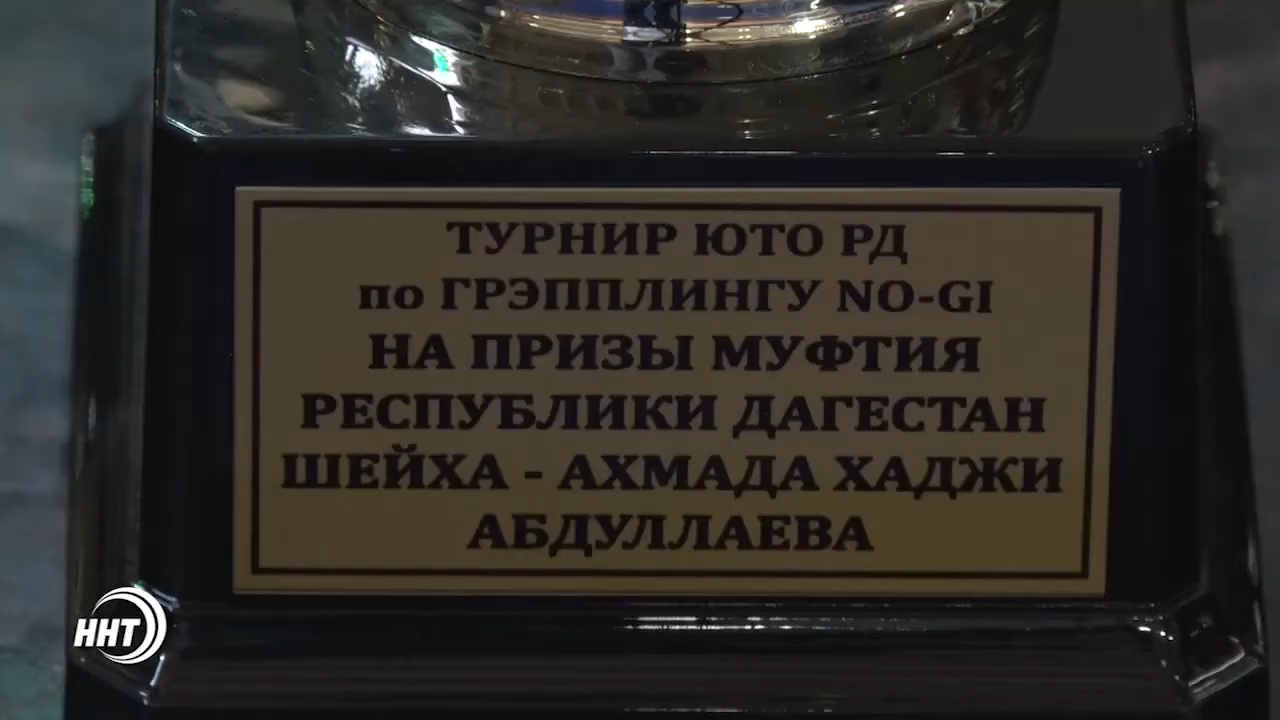 ТУРНИР ЮТО РД
по ГРЭППЛИНГУ NO-GI
НА ПРИЗЫ МУФТИЯ
РЕСПУБЛИКИ ДАГЕСТАН
ШЕЙХА - АХМАДА ХАДЖИ
АБДУЛЛАЕВА
ННТ